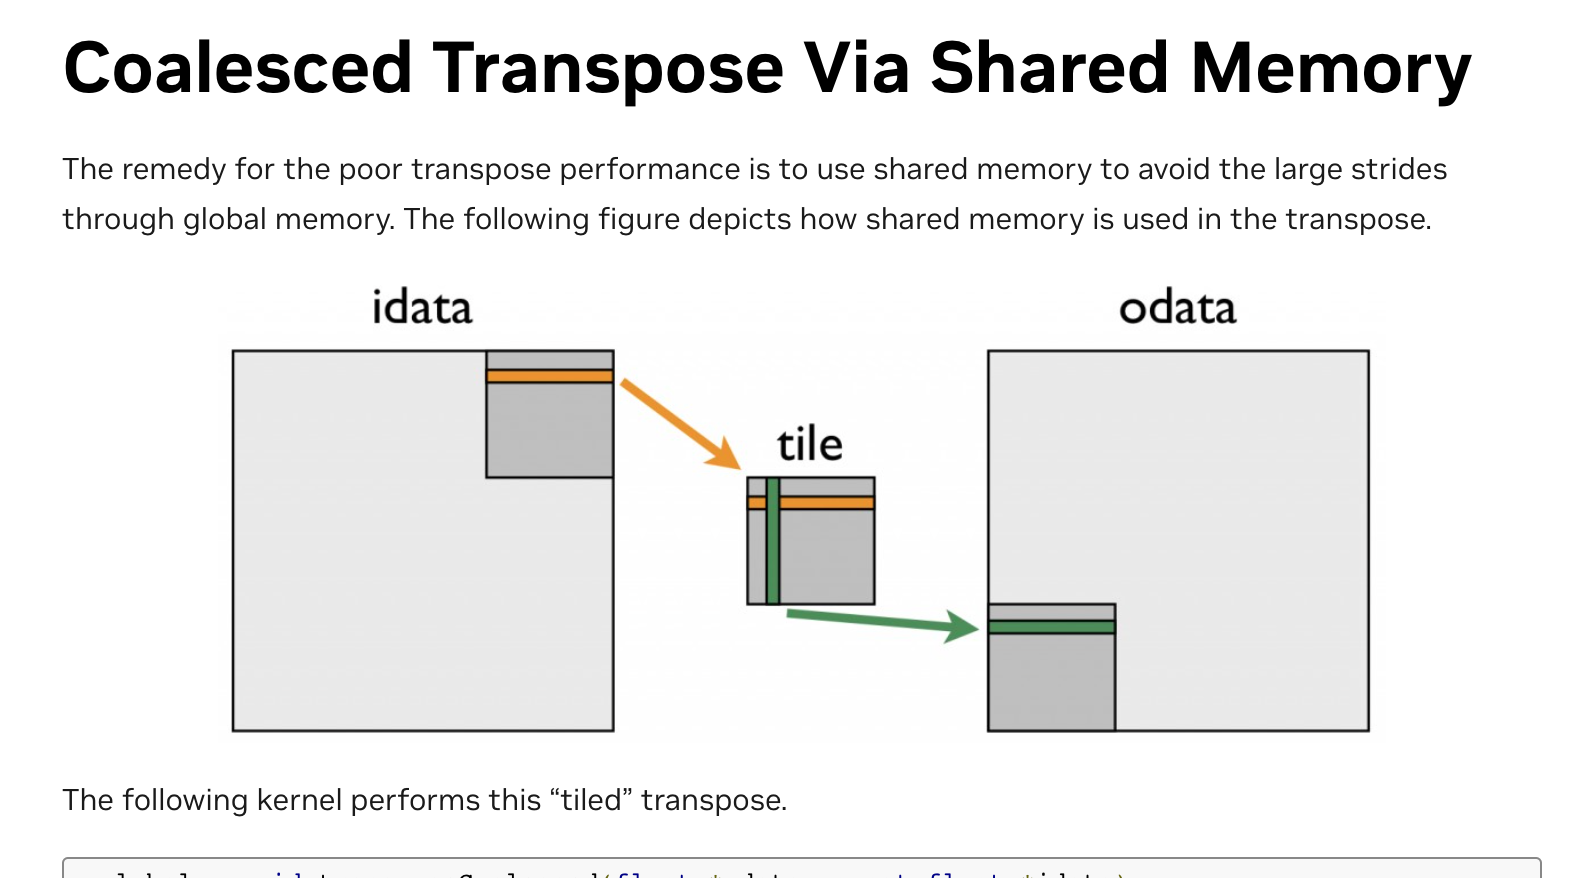 Coalesced Transpose Via Shared Memory
The remedy for the poor transpose performance is to use shared memory to avoid the large strides
through global memory. The following figure depicts how shared memory is used in the transpose.
idata
odata
tile
The following kernel performs this “tiled” transpose.